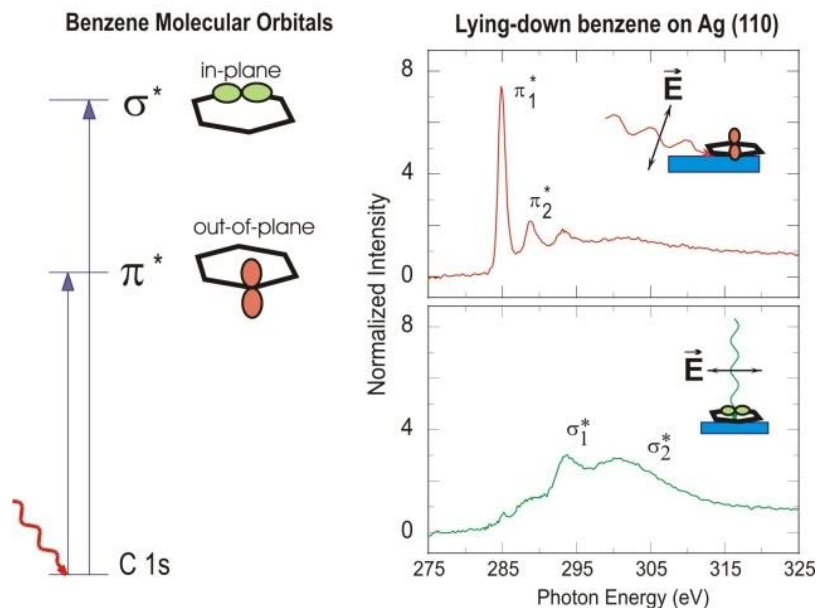 Benzene Molecular Orbitals
in-plane
σ*
out-of-plane
π*
C 1s
Lying-down benzene on Ag (110)
Normalized Intensity
8
4
0
π₁*
π₂*
E⃗
8
4
0
E⃗
σ₁*
σ₂*
275 285 295 305 315 325
Photon Energy (eV)